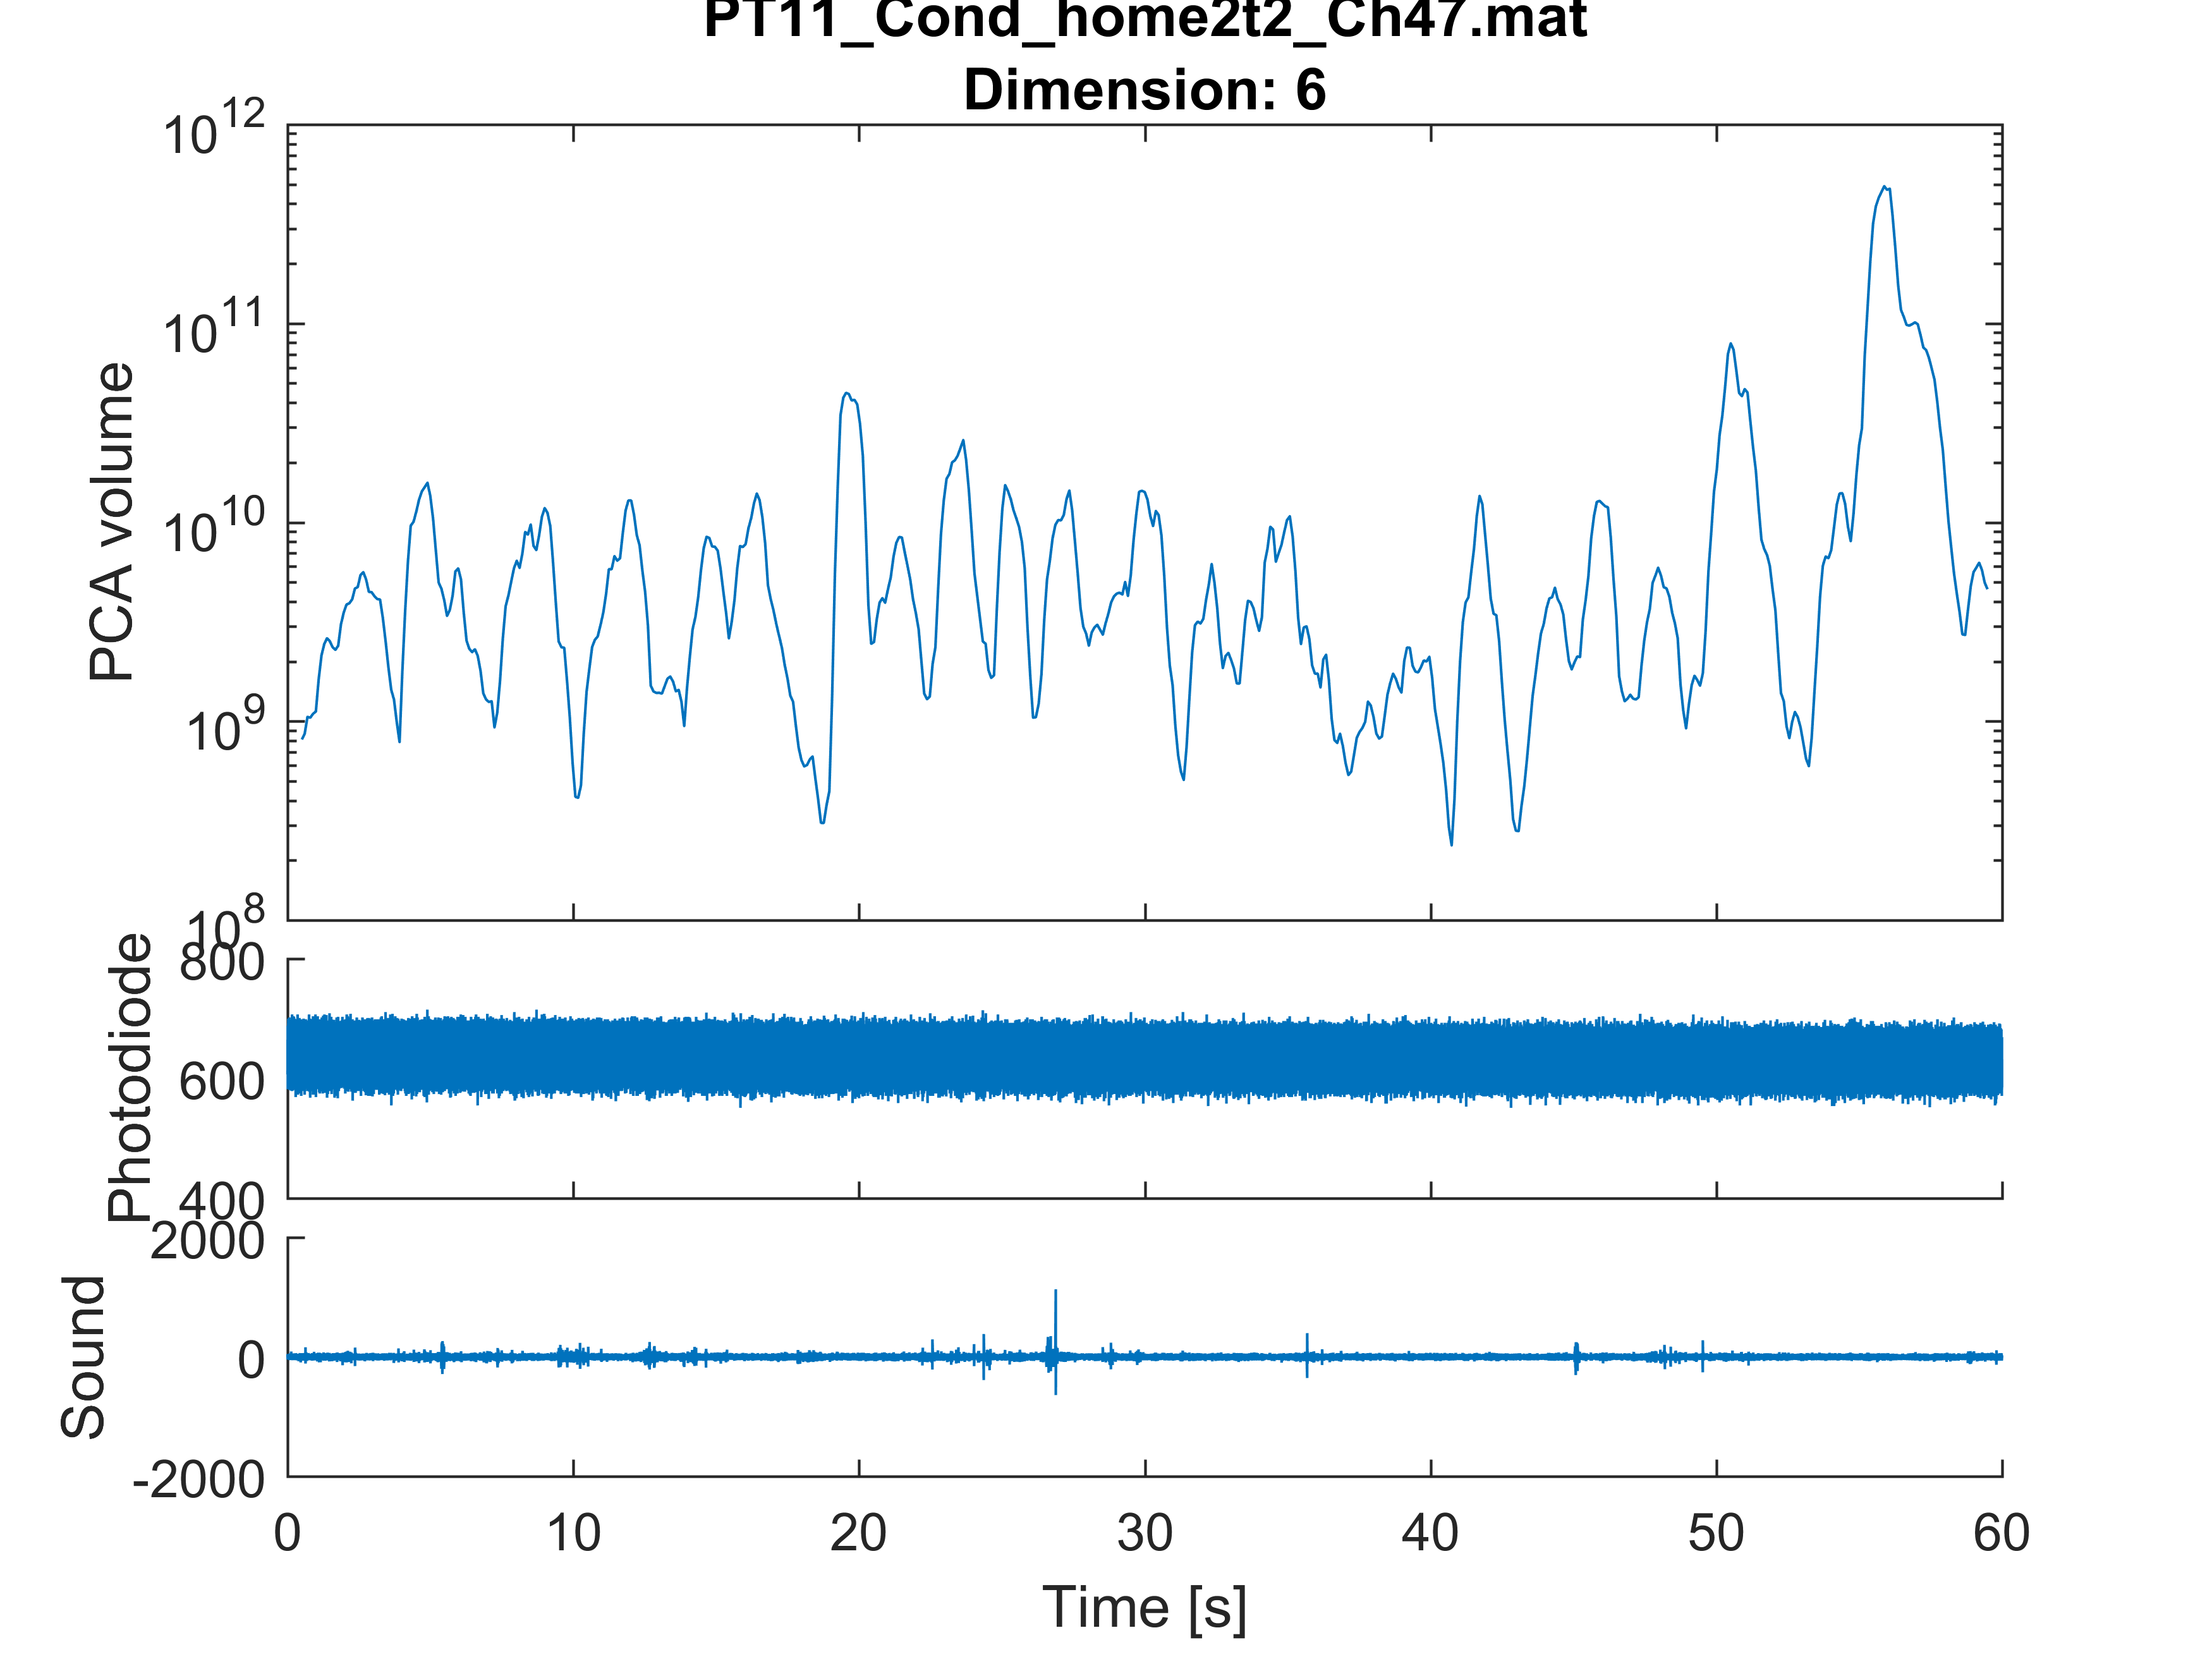 PT11_Cond_home2t2_Ch47.mat
Dimension: 6
10^12
10^11
10^10
10^9
10^8
PCA volume
800
600
400
Photodiode
2000
0
-2000
Sound
0 10 20 30 40 50 60
Time [s]